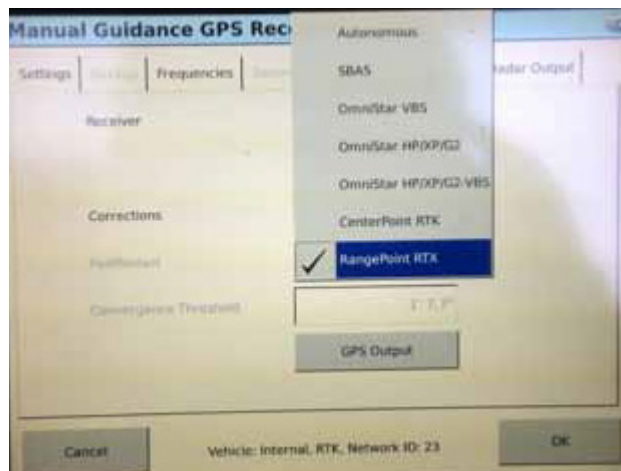 Manual Guidance GPS Rec
Settings
Frequencies
Radar Output
Autonomous
SBAS
OmniStar VBS
OmniStar HP/XP/G2
OmniStar HP/XP/G2-VBS
CenterPoint RTK
RangePoint RTX
Receiver
Corrections
FastRestart
Convergence Threshold
GPS Output
Cancel
Vehicle: Internal, RTK, Network ID: 23
OK